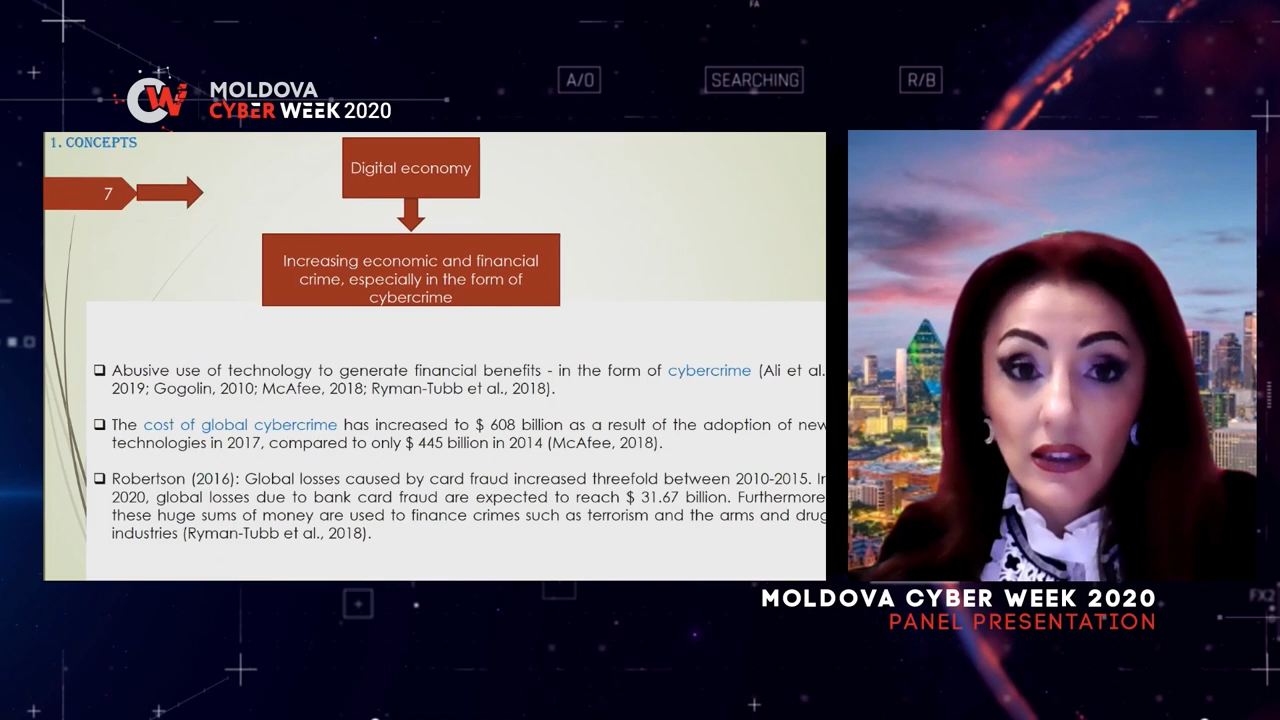 FA
A/0
SEARCHING
R/B
CW
MOLDOVA
CYBER WEEK 2020
1. CONCEPTS
7
Digital economy
Increasing economic and financial
crime, especially in the form of
cybercrime
❑ Abusive use of technology to generate financial benefits - in the form of cybercrime (Ali et al.
2019; Gogolin, 2010; McAfee, 2018; Ryman-Tubb et al., 2018).
❑ The cost of global cybercrime has increased to $ 608 billion as a result of the adoption of new
technologies in 2017, compared to only $ 445 billion in 2014 (McAfee, 2018).
❑ Robertson (2016): Global losses caused by card fraud increased threefold between 2010-2015. In
2020, global losses due to bank card fraud are expected to reach $ 31.67 billion. Furthermore
these huge sums of money are used to finance crimes such as terrorism and the arms and drug
industries (Ryman-Tubb et al., 2018).
MOLDOVA CYBER WEEK 2020
PANEL PRESENTATION
FX2